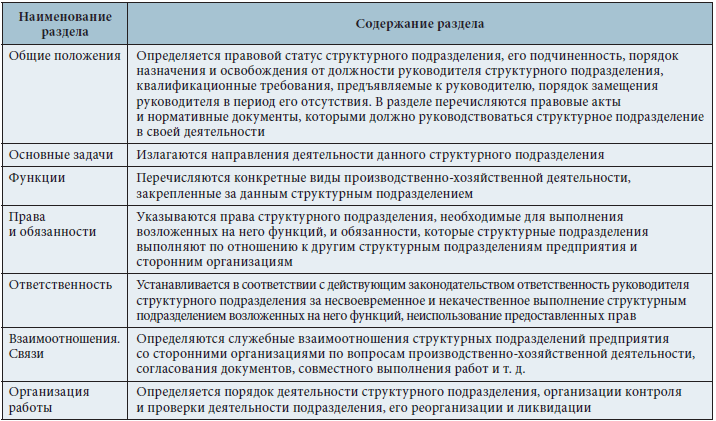 Наименование
раздела
Содержание раздела
Общие положения
Определяется правовой статус структурного подразделения, его подчиненность, порядок
назначения и освобождения от должности руководителя структурного подразделения,
квалификационные требования, предъявляемые к руководителю, порядок замещения
руководителя в период его отсутствия. В разделе перечисляются правовые акты
и нормативные документы, которыми должно руководствоваться структурное подразделение
в своей деятельности
Основные задачи
Излагаются направления деятельности данного структурного подразделения
Функции
Перечисляются конкретные виды производственно-хозяйственной деятельности,
закрепленные за данным структурным подразделением
Права
и обязанности
Указываются права структурного подразделения, необходимые для выполнения
возложенных на него функций, и обязанности, которые структурные подразделения
выполняют по отношению к другим структурным подразделениям предприятия и
сторонним организациям
Ответственность
Устанавливается в соответствии с действующим законодательством ответственность руководителя
структурного подразделения за несвоевременное и некачественное выполнение структурным
подразделением возложенных на него функций, неиспользование предоставленных прав
Взаимоотношения.
Связи
Определяются служебные взаимоотношения структурных подразделений предприятия
со сторонними организациями по вопросам производственно-хозяйственной деятельности,
согласования документов, совместного выполнения работ и т. д.
Организация
работы
Определяется порядок деятельности структурного подразделения, организации контроля
и проверки деятельности подразделения, его реорганизации и ликвидации